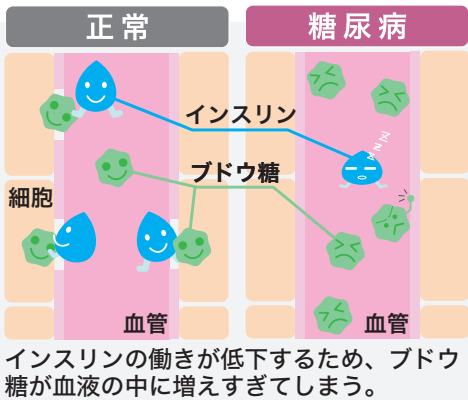 正常
糖尿病
インスリン
ブドウ糖
細胞
zzzz
血管
血管
インスリンの働きが低下するため、ブドウ
糖が血液の中に増えすぎてしまう。